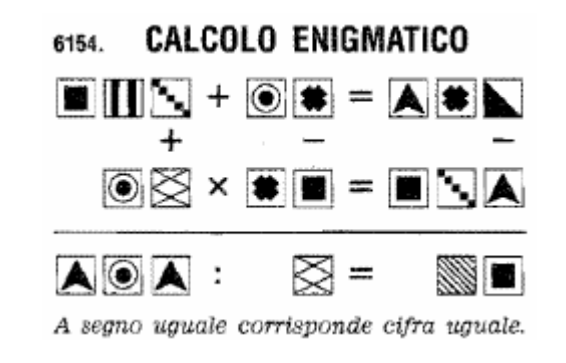 6154. CALCOLO ENIGMATICO
+ =
+ - -
× =
: =
A segno uguale corrisponde cifra uguale.